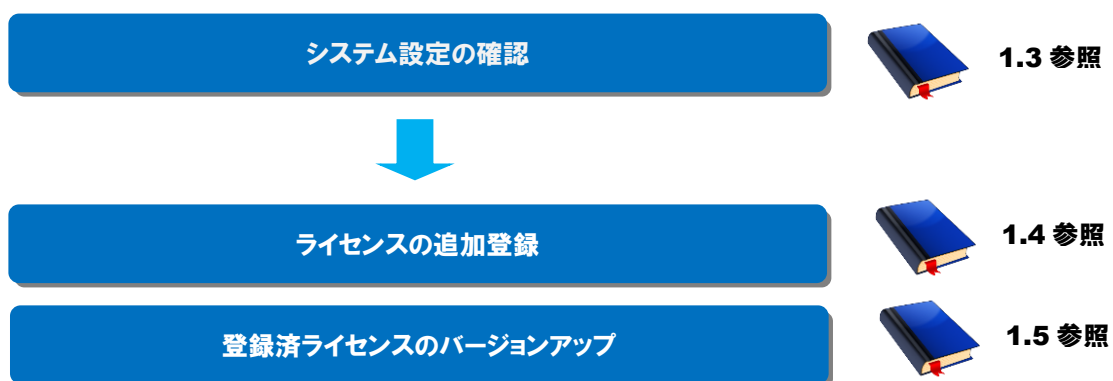 システム設定の確認
1.3 参照
ライセンスの追加登録
1.4 参照
登録済ライセンスのバージョンアップ
1.5 参照